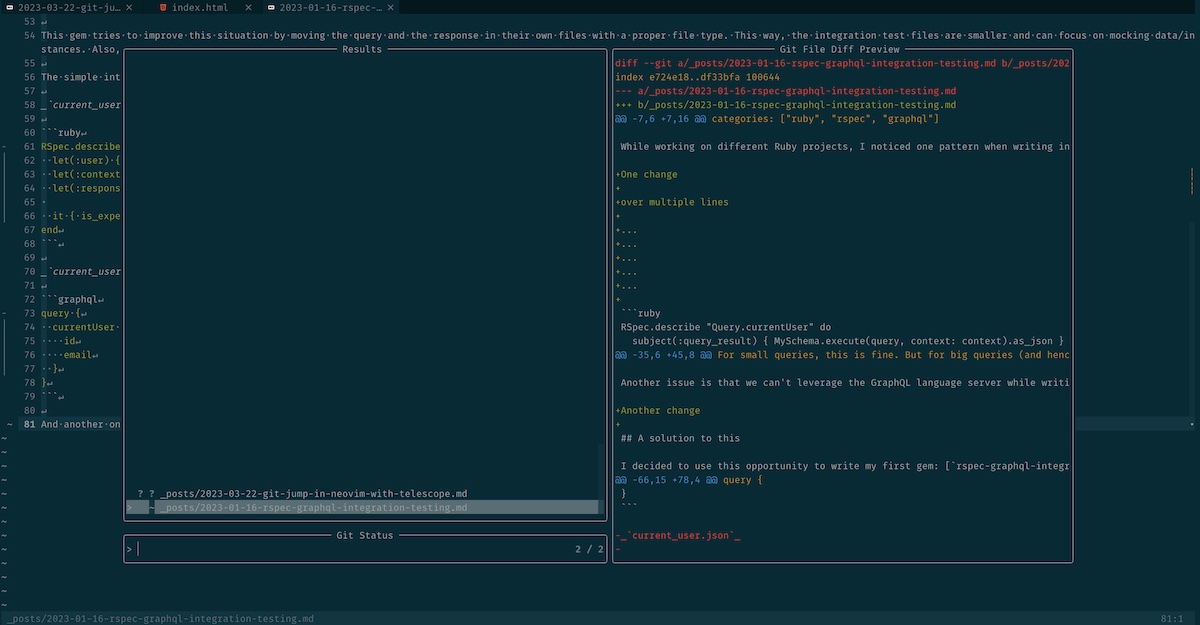 2023-03-22-git-ju… ✕ index.html ✕ 2023-01-16-rspec-… ✕
53 ↵
54 This·gem·tries·to·improve·this·situation·by·moving·the·query·and·the·response·in·their·own·files·with·a·proper·file·type.·This·way,·the·integration·test·files·are·smaller·and·can·focus·on·mocking·data/in
stances.·Also,
55 ↵
56 The·simple·int
57 ↵
58 _`current_user
59 ↵
60 ```ruby↵
61 RSpec.describe
62 ··let(:user)·{
63 ··let(:context
64 ··let(:respons
65 ·
66 ··it·{·is_expe
67 end↵
68 ```↵
69 ↵
70 _`current_user
71 ↵
72 ```graphql↵
73 query·{↵
74 ··currentUser·
75 ····id↵
76 ····email↵
77 ··}↵
78 }↵
79 ```↵
80 ↵
~ 81 And·another·on
~
~
~
~
~
~
~
~
~
~
~
~
~
Results
? ? _posts/2023-03-22-git-jump-in-neovim-with-telescope.md
> ~ _posts/2023-01-16-rspec-graphql-integration-testing.md
Git Status
> 2 / 2
Git File Diff Preview
diff --git a/_posts/2023-01-16-rspec-graphql-integration-testing.md b/_posts/202
index e724e18..df33bfa 100644
--- a/_posts/2023-01-16-rspec-graphql-integration-testing.md
+++ b/_posts/2023-01-16-rspec-graphql-integration-testing.md
@@ -7,6 +7,16 @@ categories: ["ruby", "rspec", "graphql"]
While working on different Ruby projects, I noticed one pattern when writing in
+One change
+
+over multiple lines
+
+...
+...
+...
+...
+...
+
```ruby
RSpec.describe "Query.currentUser" do
subject(:query_result) { MySchema.execute(query, context: context).as_json }
@@ -35,6 +45,8 @@ For small queries, this is fine. But for big queries (and henc
Another issue is that we can't leverage the GraphQL language server while writi
+Another change
+
## A solution to this
I decided to use this opportunity to write my first gem: [`rspec-graphql-integr
@@ -66,15 +78,4 @@ query {
}
```
-_`current_user.json`_
-
_posts/2023-01-16-rspec-graphql-integration-testing.md 81:1